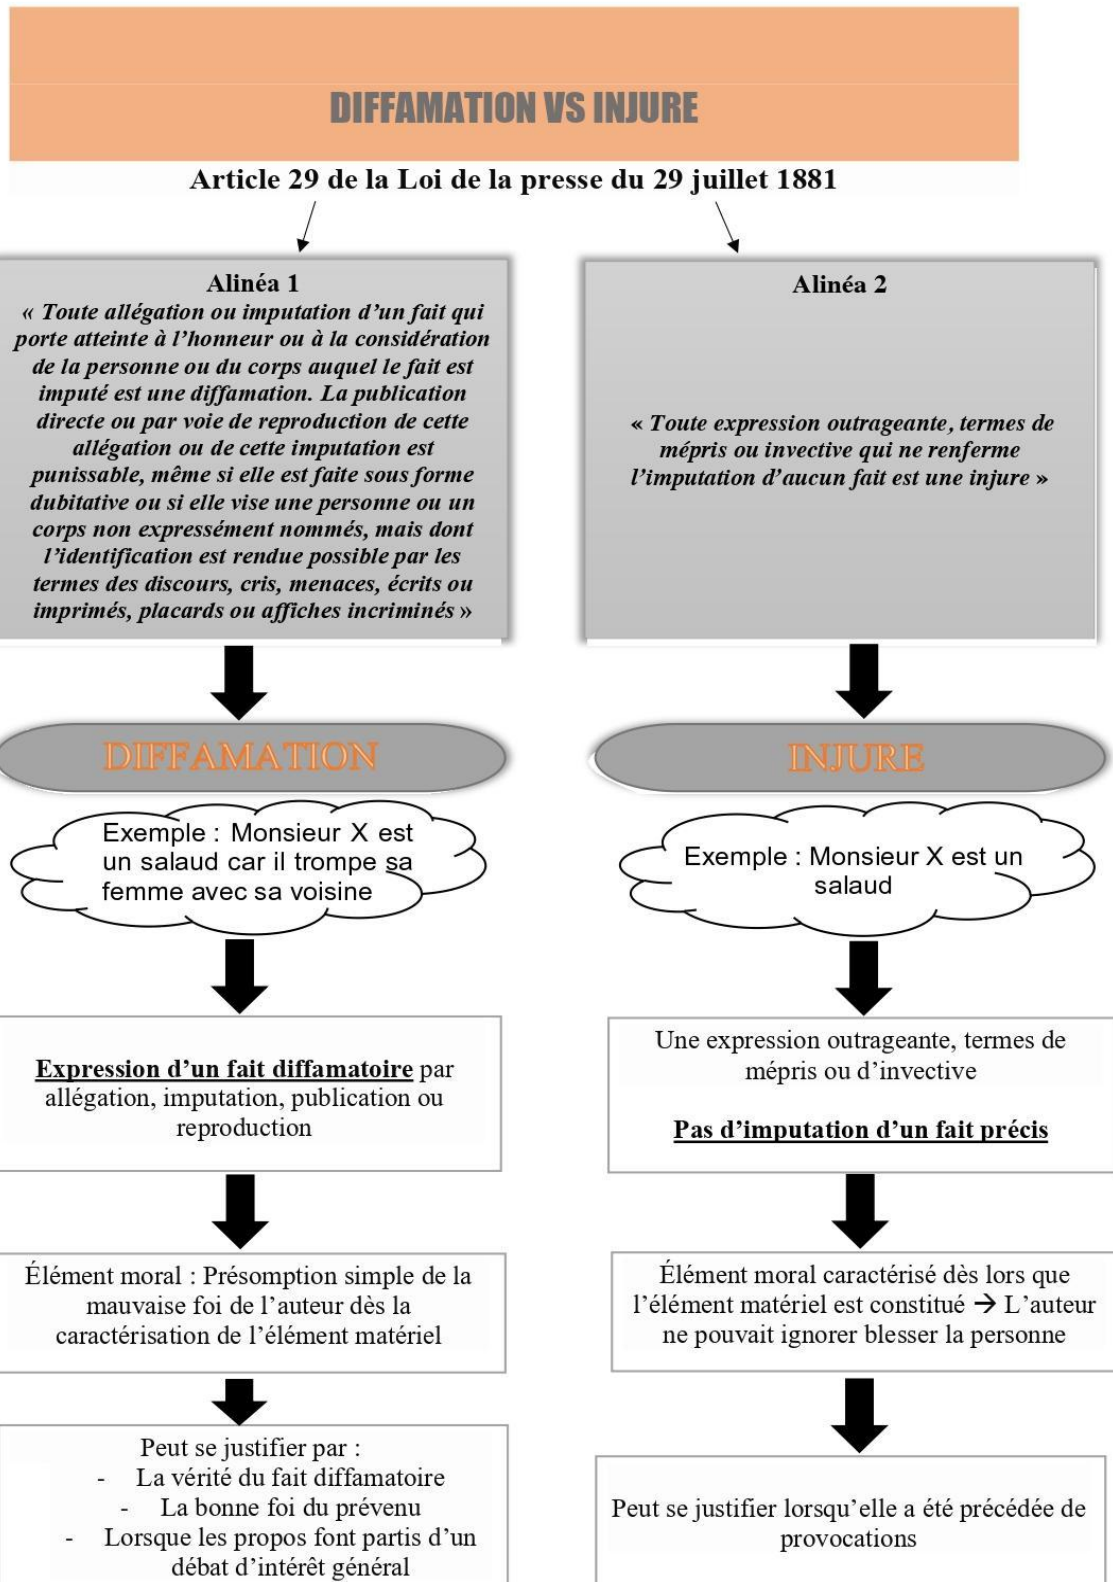 DIFFAMATION VS INJURE
Article 29 de la Loi de la presse du 29 juillet 1881
Alinéa 1
« Toute allégation ou imputation d'un fait qui
porte atteinte à l'honneur ou à la considération
de la personne ou du corps auquel le fait est
imputé est une diffamation. La publication
directe ou par voie de reproduction de cette
allégation ou de cette imputation est
punissable, même si elle est faite sous forme
dubitative ou si elle vise une personne ou un
corps non expressément nommés, mais dont
l'identification est rendue possible par les
termes des discours, cris, menaces, écrits ou
imprimés, placards ou affiches incriminés »
DIFFAMATION
Exemple : Monsieur X est
un salaud car il trompe sa
femme avec sa voisine
Expression d'un fait diffamatoire par
allégation, imputation, publication ou
reproduction
Élément moral : Présomption simple de la
mauvaise foi de l'auteur dès la
caractérisation de l'élément matériel
Peut se justifier par :
- La vérité du fait diffamatoire
- La bonne foi du prévenu
- Lorsque les propos font partis d'un
débat d'intérêt général
Alinéa 2
« Toute expression outrageante, termes de
mépris ou invective qui ne renferme
l'imputation d'aucun fait est une injure »
INJURE
Exemple : Monsieur X est un
salaud
Une expression outrageante, termes de
mépris ou d'invective
Pas d'imputation d'un fait précis
Élément moral caractérisé dès lors que
l'élément matériel est constitué → L'auteur
ne pouvait ignorer blesser la personne
Peut se justifier lorsqu'elle a été précédée de
provocations